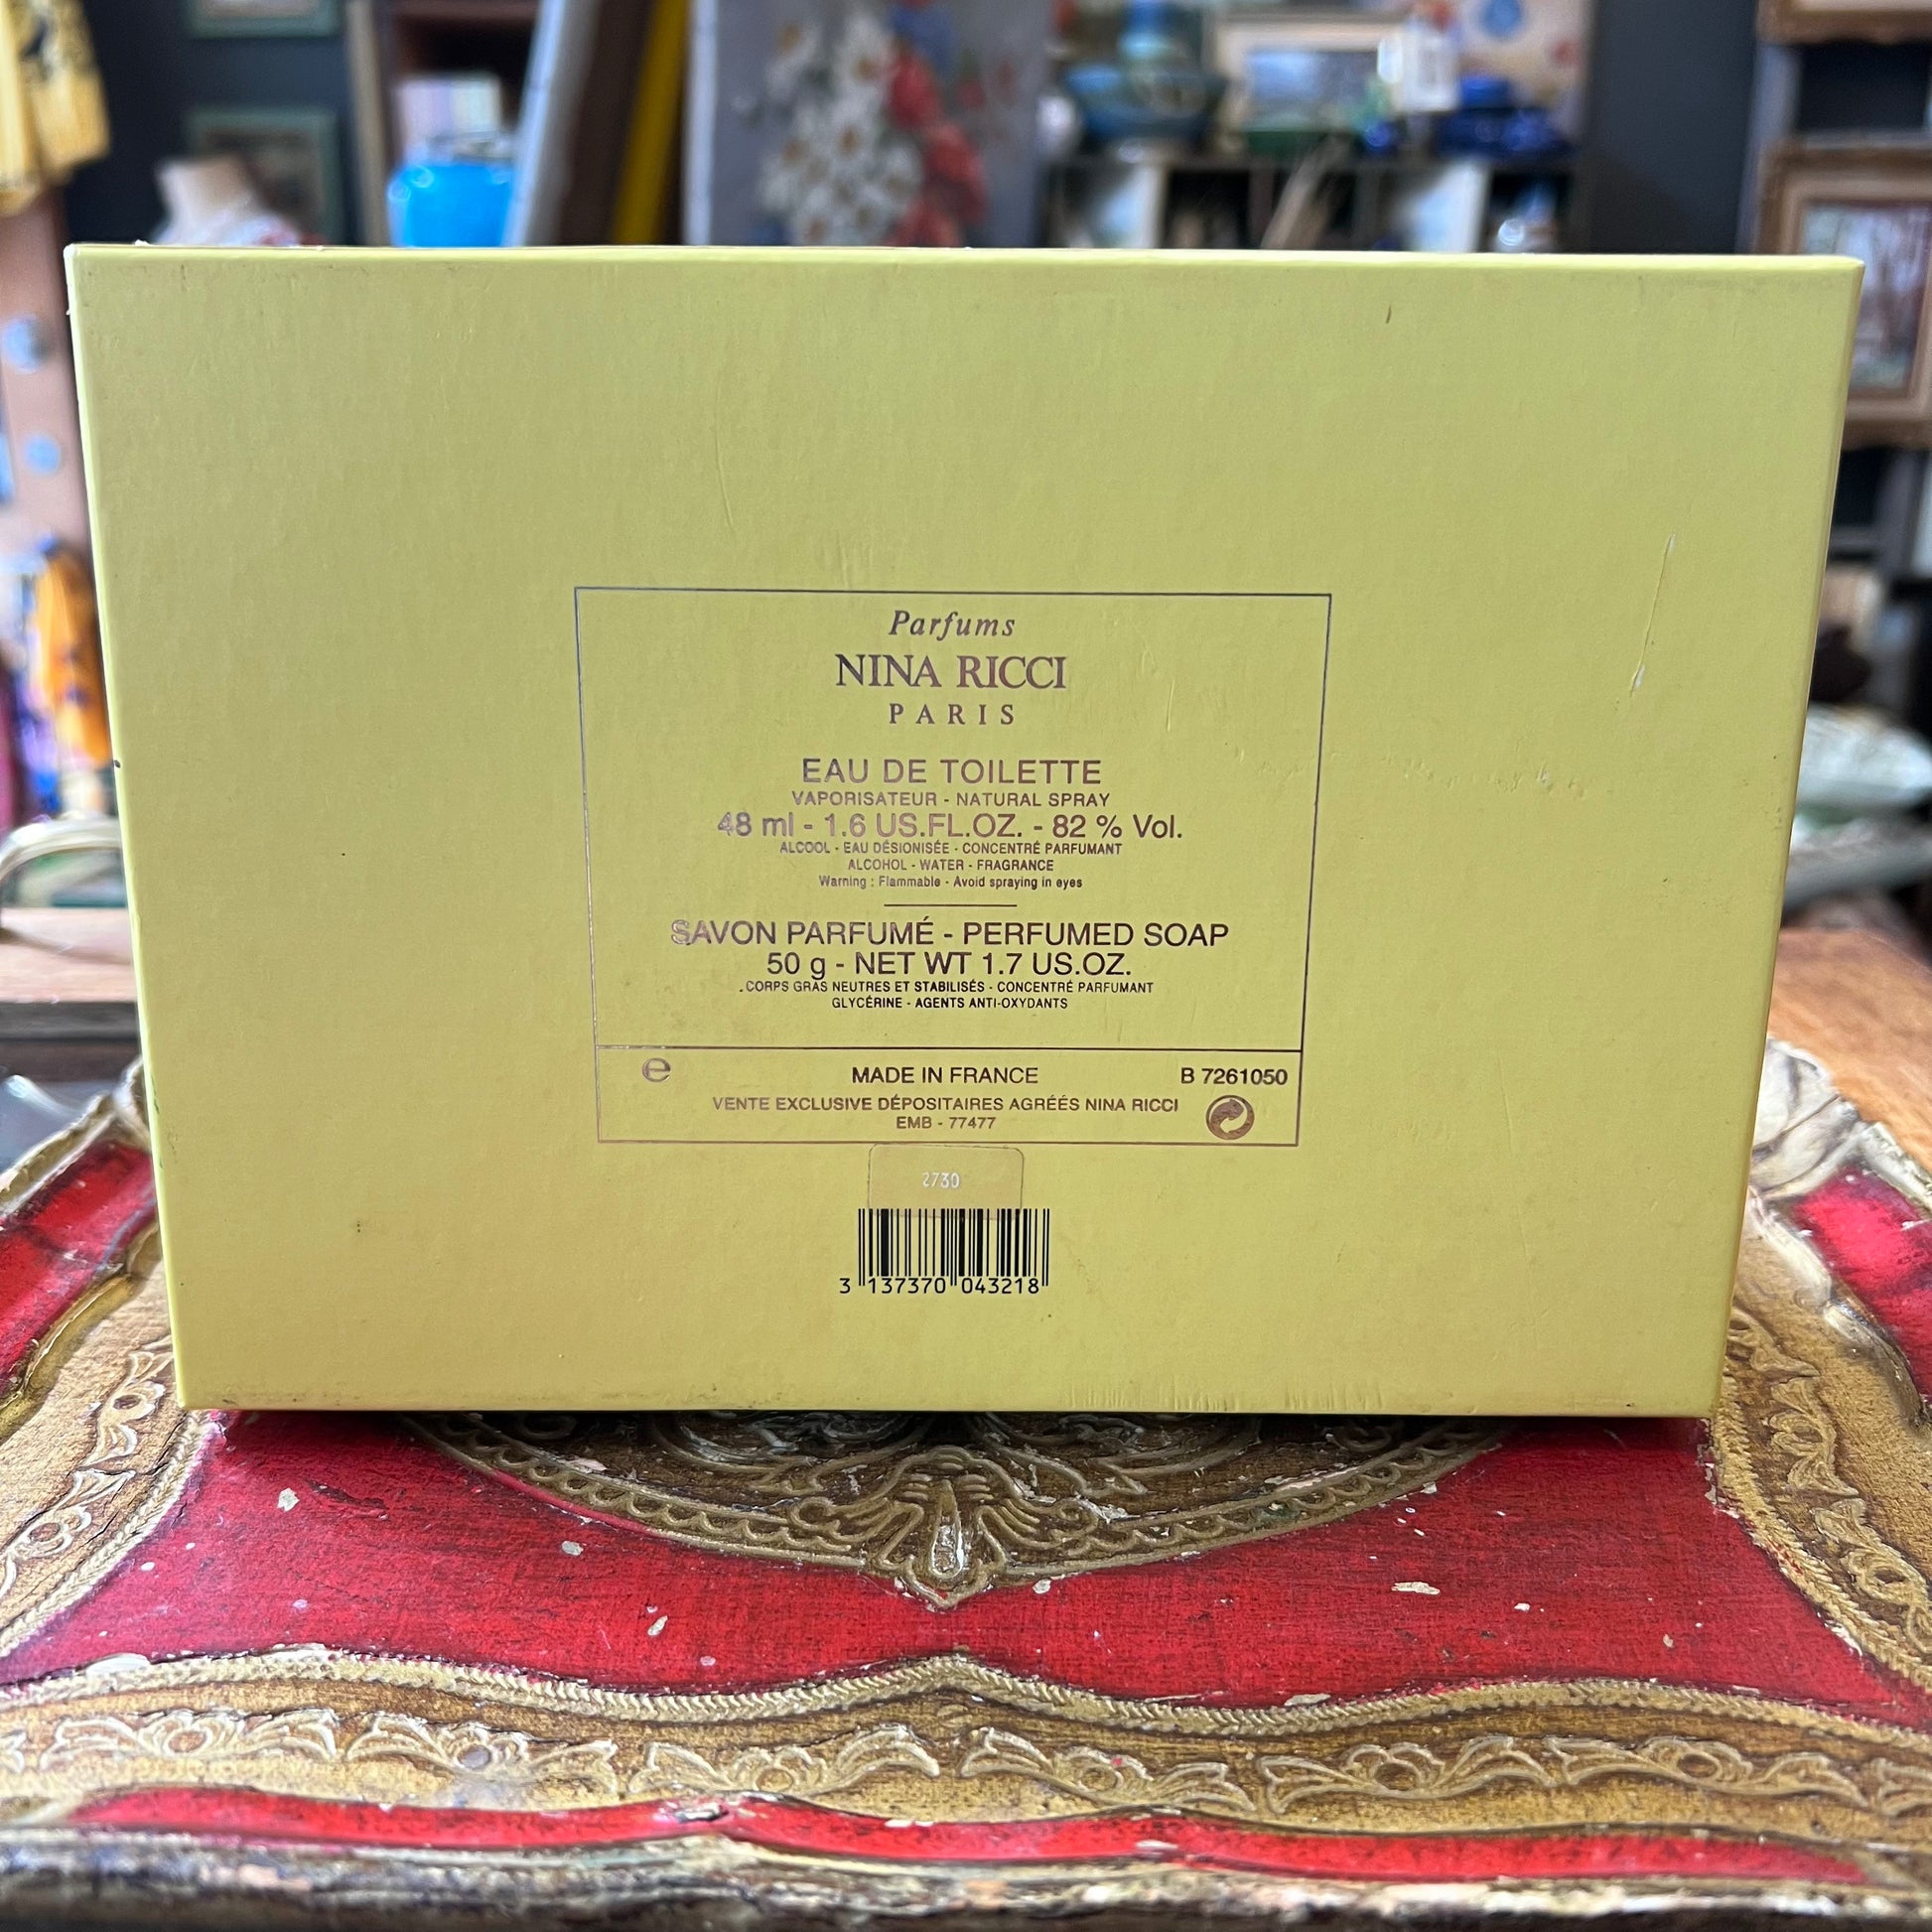 Parfums
NINA RICCI
PARIS
EAU DE TOILETTE
VAPORISATEUR - NATURAL SPRAY
48 ml - 1.6 US.FL.OZ. - 82 % Vol.
ALCOOL - EAU DÉSIONISÉE - CONCENTRÉ PARFUMANT
ALCOHOL - WATER - FRAGRANCE
Warning : Flammable - Avoid spraying in eyes
SAVON PARFUMÉ - PERFUMED SOAP
50 g - NET WT 1.7 US.OZ.
CORPS GRAS NEUTRES ET STABILISÉS - CONCENTRÉ PARFUMANT
GLYCÉRINE - AGENTS ANTI-OXYDANTS
e MADE IN FRANCE B 7261050
VENTE EXCLUSIVE DÉPOSITAIRES AGRÉÉS NINA RICCI
EMB - 77477
2730
3 137370 043218